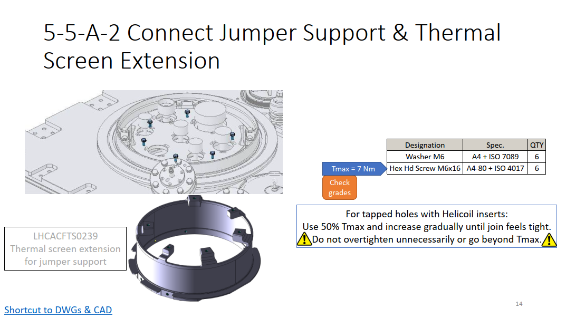 5-5-A-2 Connect Jumper Support & Thermal
Screen Extension
Designation Spec. QTY
Washer M6 A4 + ISO 7089 6
Tmax = 7 Nm Hex Hd Screw M6x16 A4-80 + ISO 4017 6
Check
grades
For tapped holes with Helicoil inserts:
Use 50% Tmax and increase gradually until join feels tight.
Do not overtighten unnecessarily or go beyond Tmax.
LHCACFTS0239
Thermal screen extension
for jumper support
Shortcut to DWGs & CAD
14